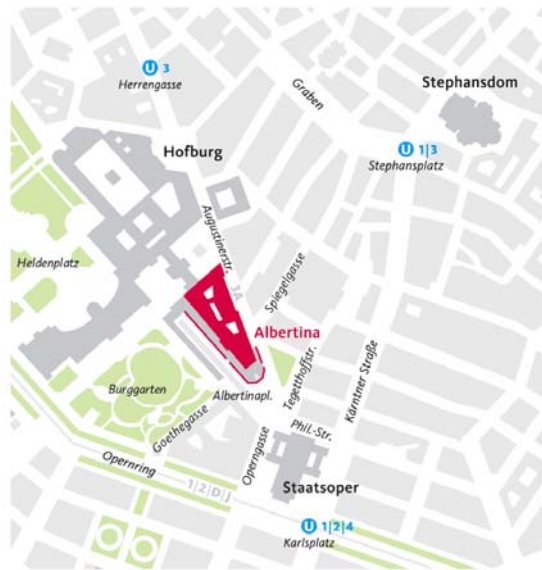 U 3
Herrengasse
Graben
Stephansdom
U 1|3
Stephansplatz
Hofburg
Augustinerstr.
3A
Spiegelgasse
Heldenplatz
Albertina
Tegetthoffstr.
Kärntner Straße
Burggarten
Albertinapl.
Goethegasse
Operngasse
Phil.-Str.
Opernring
1|2|D|J
Staatsoper
U 1|2|4
Karlsplatz